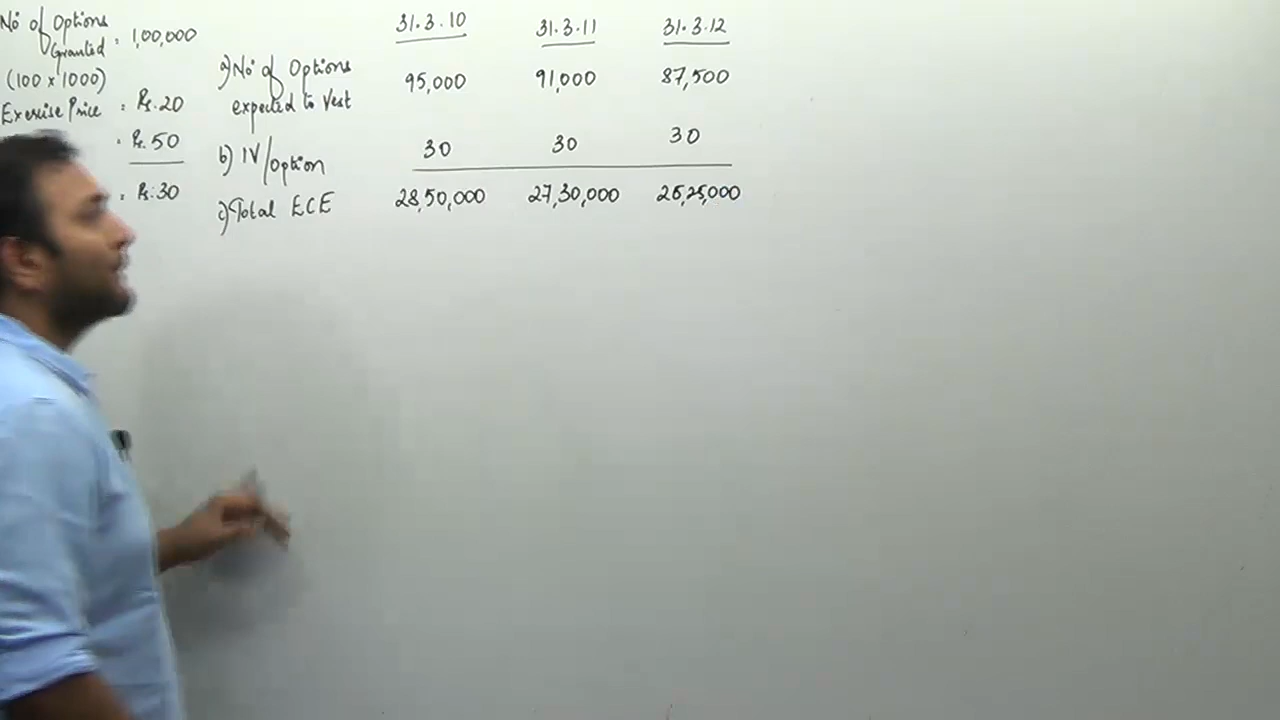 No of Options
Granted = 1,00,000
(100 x 1000)
Exercise Price = Rs. 20
= Rs. 50
= Rs. 30
31.3.10 31.3.11 31.3.12
a) No of Options
expected to Vest 95,000 91,000 87,500
b) IV/option 30 30 30
c) Total ECE 28,50,000 27,30,000 26,25,000